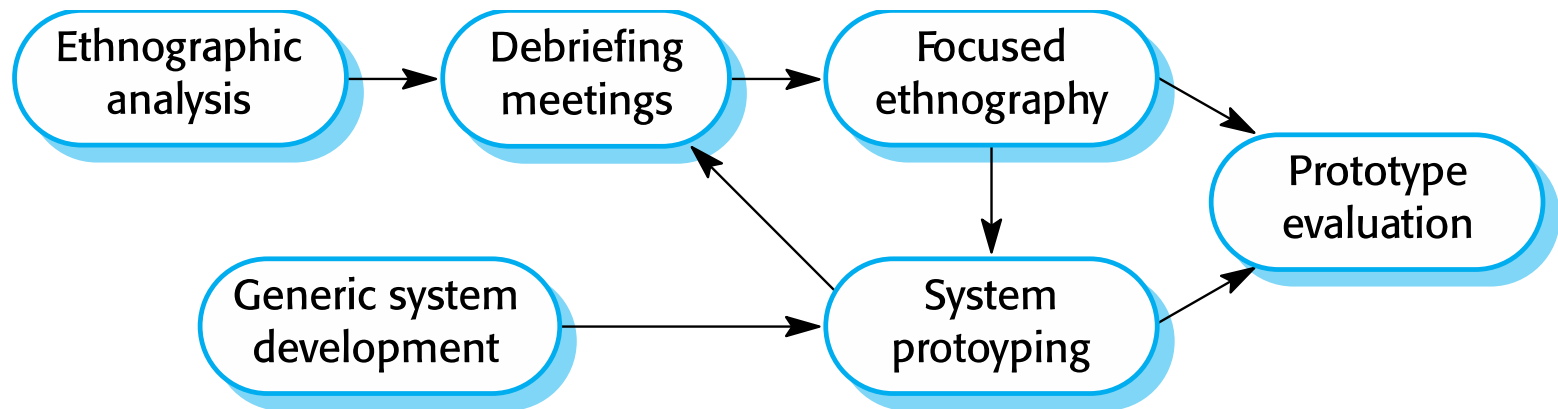 Ethnographic
analysis
Debriefing
meetings
Focused
ethnography
Prototype
evaluation
Generic system
development
System
protoyping